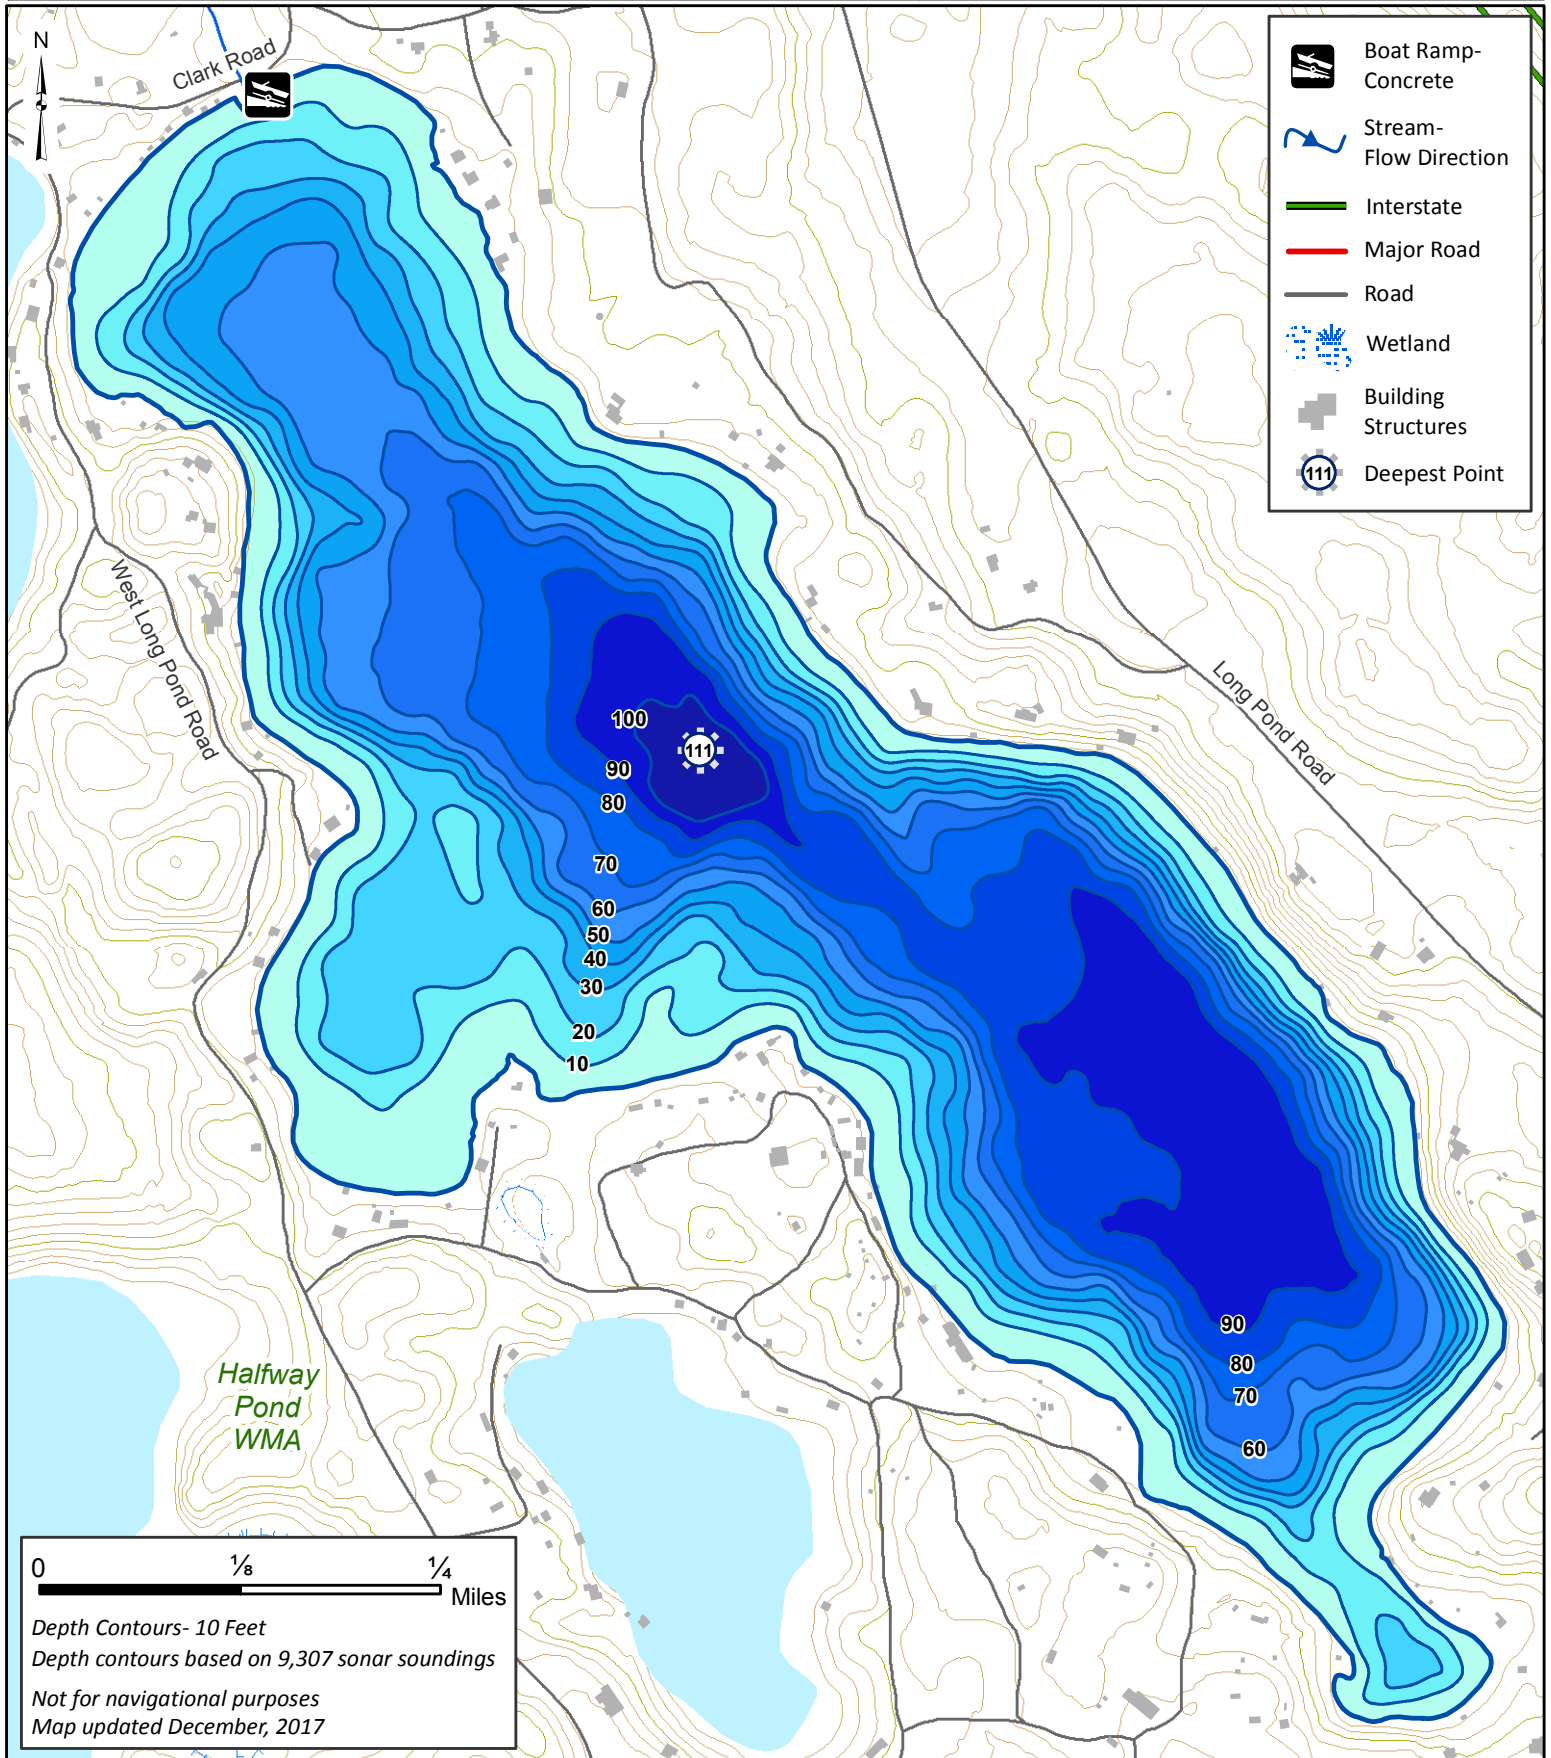 N
Clark Road
Boat Ramp-
Concrete
Stream-
Flow Direction
Interstate
Major Road
Road
Wetland
Building
Structures
111
Deepest Point
West Long Pond Road
Long Pond Road
100
111
90
80
70
60
50
40
30
20
10
90
80
70
60
Halfway
Pond
WMA
0 ⅛ ¼
Miles
Depth Contours- 10 Feet
Depth contours based on 9,307 sonar soundings
Not for navigational purposes
Map updated December, 2017